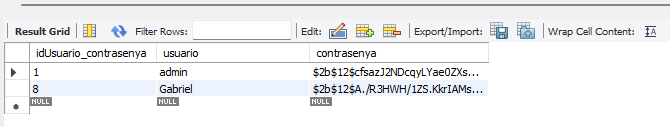 Result Grid Filter Rows: Edit: Export/Import: Wrap Cell Content:
idUsuario_contrasenya usuario contrasenya
1 admin $2b$12$cfsazJ2NDcqyLYae0ZXs...
8 Gabriel $2b$12$A./R3HWH/1ZS.KkrIAMs...
NULL NULL NULL